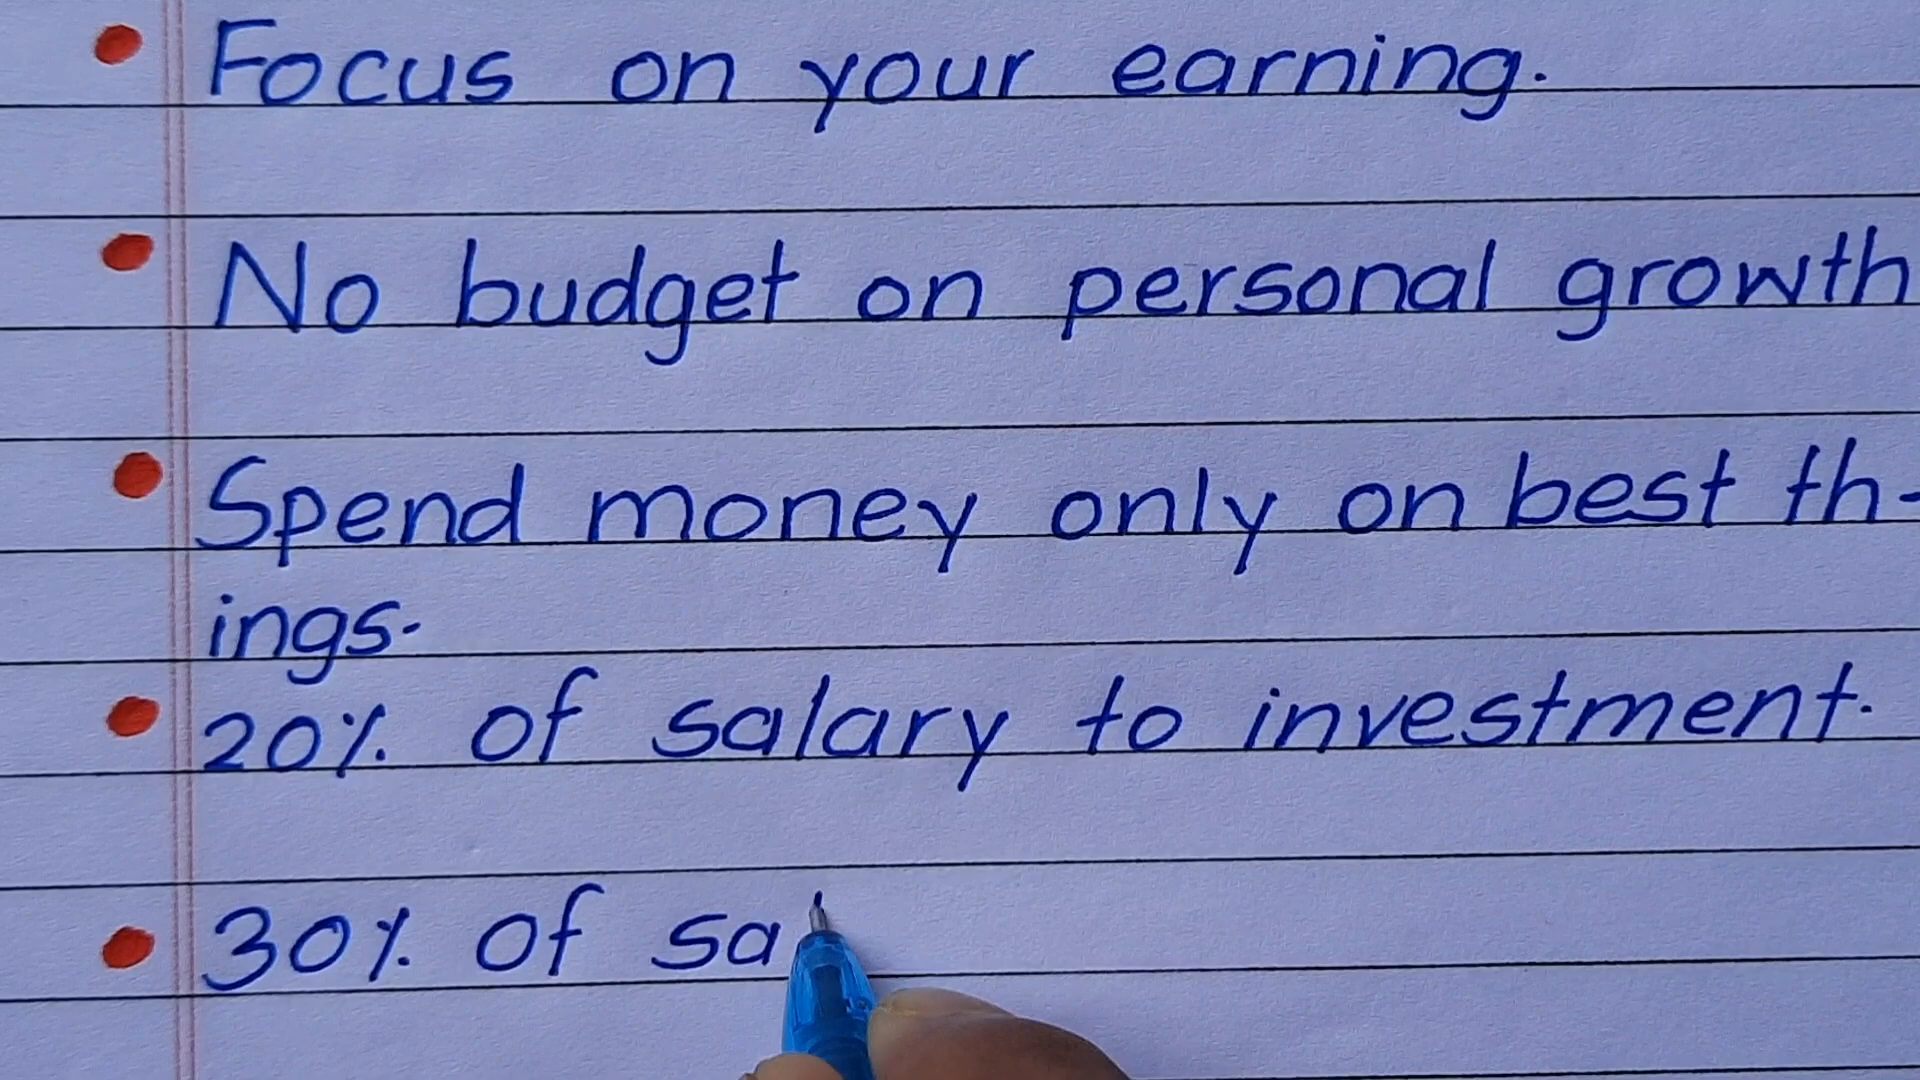 • Focus on your earning.
• No budget on personal growth
• Spend money only on best th-
ings.
• 20% of salary to investment.
• 30% of sa